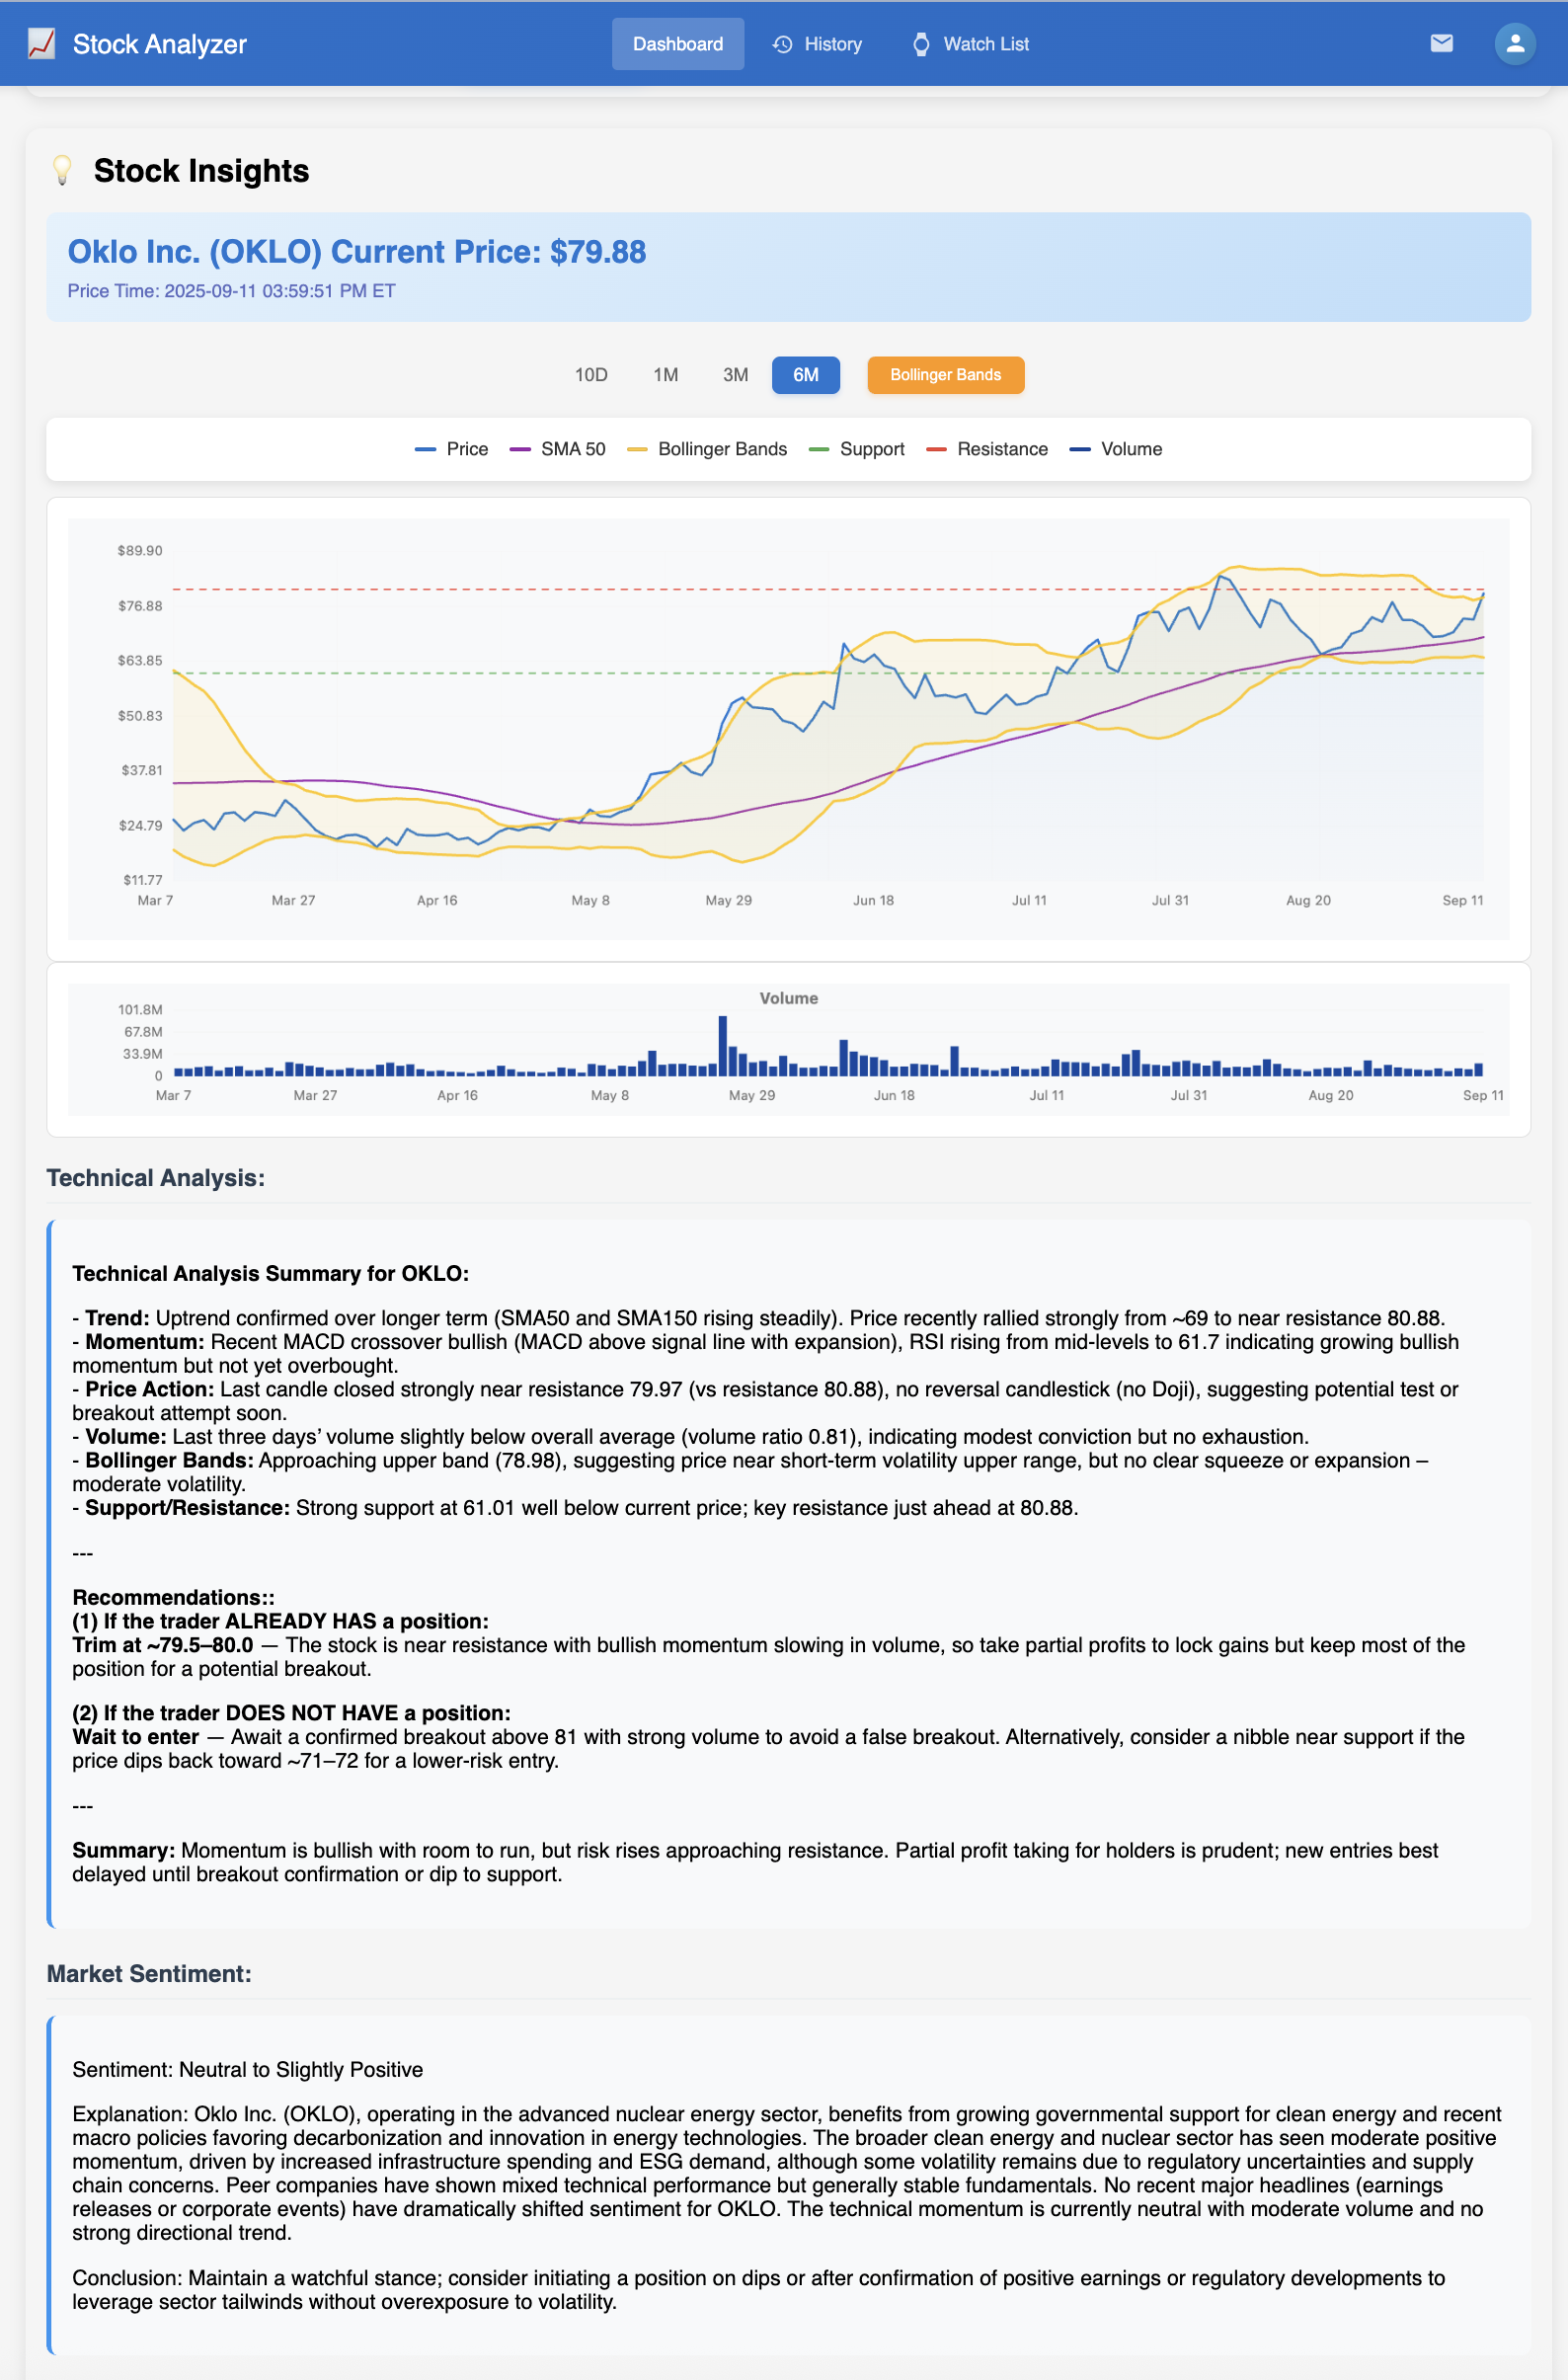 Stock Analyzer
Dashboard
History
Watch List
Stock Insights
Oklo Inc. (OKLO) Current Price: $79.88
Price Time: 2025-09-11 03:59:51 PM ET
10D 1M 3M 6M Bollinger Bands
Price SMA 50 Bollinger Bands Support Resistance Volume
$89.90
$76.88
$63.85
$50.83
$37.81
$24.79
$11.77
Mar 7 Mar 27 Apr 16 May 8 May 29 Jun 18 Jul 11 Jul 31 Aug 20 Sep 11
Volume
101.8M
67.8M
33.9M
0
Mar 7 Mar 27 Apr 16 May 8 May 29 Jun 18 Jul 11 Jul 31 Aug 20 Sep 11
Technical Analysis:
Technical Analysis Summary for OKLO:
- Trend: Uptrend confirmed over longer term (SMA50 and SMA150 rising steadily). Price recently rallied strongly from ~69 to near resistance 80.88.
- Momentum: Recent MACD crossover bullish (MACD above signal line with expansion), RSI rising from mid-levels to 61.7 indicating growing bullish
momentum but not yet overbought.
- Price Action: Last candle closed strongly near resistance 79.97 (vs resistance 80.88), no reversal candlestick (no Doji), suggesting potential test or
breakout attempt soon.
- Volume: Last three days’ volume slightly below overall average (volume ratio 0.81), indicating modest conviction but no exhaustion.
- Bollinger Bands: Approaching upper band (78.98), suggesting price near short-term volatility upper range, but no clear squeeze or expansion –
moderate volatility.
- Support/Resistance: Strong support at 61.01 well below current price; key resistance just ahead at 80.88.
---
Recommendations::
(1) If the trader ALREADY HAS a position:
Trim at ~79.5–80.0 — The stock is near resistance with bullish momentum slowing in volume, so take partial profits to lock gains but keep most of the
position for a potential breakout.
(2) If the trader DOES NOT HAVE a position:
Wait to enter — Await a confirmed breakout above 81 with strong volume to avoid a false breakout. Alternatively, consider a nibble near support if the
price dips back toward ~71–72 for a lower-risk entry.
---
Summary: Momentum is bullish with room to run, but risk rises approaching resistance. Partial profit taking for holders is prudent; new entries best
delayed until breakout confirmation or dip to support.
Market Sentiment:
Sentiment: Neutral to Slightly Positive
Explanation: Oklo Inc. (OKLO), operating in the advanced nuclear energy sector, benefits from growing governmental support for clean energy and recent
macro policies favoring decarbonization and innovation in energy technologies. The broader clean energy and nuclear sector has seen moderate positive
momentum, driven by increased infrastructure spending and ESG demand, although some volatility remains due to regulatory uncertainties and supply
chain concerns. Peer companies have shown mixed technical performance but generally stable fundamentals. No recent major headlines (earnings
releases or corporate events) have dramatically shifted sentiment for OKLO. The technical momentum is currently neutral with moderate volume and no
strong directional trend.
Conclusion: Maintain a watchful stance; consider initiating a position on dips or after confirmation of positive earnings or regulatory developments to
leverage sector tailwinds without overexposure to volatility.